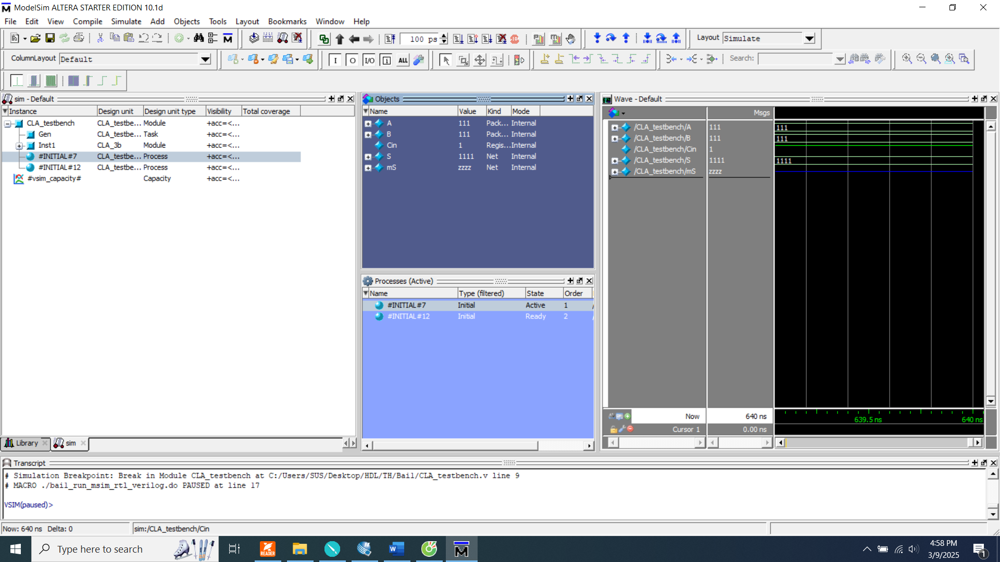 ModelSim ALTERA STARTER EDITION 10.1d
File Edit View Compile Simulate Add Objects Tools Layout Bookmarks Window Help
100 ps Layout Simulate
ColumnLayout Default I O I/O ALL Search:
sim - Default
Instance Design unit Design unit type Visibility Total coverage
CLA_testbench CLA_testbe... Module +acc=<...
Gen CLA_testbe... Task +acc=<...
Inst1 CLA_3b Module +acc=<...
#INITIAL#7 CLA_testbe... Process +acc=<...
#INITIAL#12 CLA_testbe... Process +acc=<...
#vsim_capacity# Capacity +acc=<...
Library sim
Objects
Name Value Kind Mode
A 111 Pack... Internal
B 111 Pack... Internal
Cin 1 Regis... Internal
S 1111 Net Internal
mS zzzz Net Internal
Processes (Active)
Name Type (filtered) State Order
#INITIAL#7 Initial Active 1
#INITIAL#12 Initial Ready 2
Wave - Default
Msgs
/CLA_testbench/A 111 111
/CLA_testbench/B 111 111
/CLA_testbench/Cin 1
/CLA_testbench/S 1111 1111
/CLA_testbench/mS zzzz
Now 640 ns 639.5 ns 640 ns
Cursor 1 0.00 ns
Transcript
# Simulation Breakpoint: Break in Module CLA_testbench at C:/Users/SUS/Desktop/HDL/TH/Bai1/CLA_testbench.v line 9
# MACRO ./bai1_run_msim_rtl_verilog.do PAUSED at line 17
VSIM(paused)>
Now: 640 ns Delta: 0 sim:/CLA_testbench/Cin
Type here to search
READER
4:58 PM
3/9/2025
1